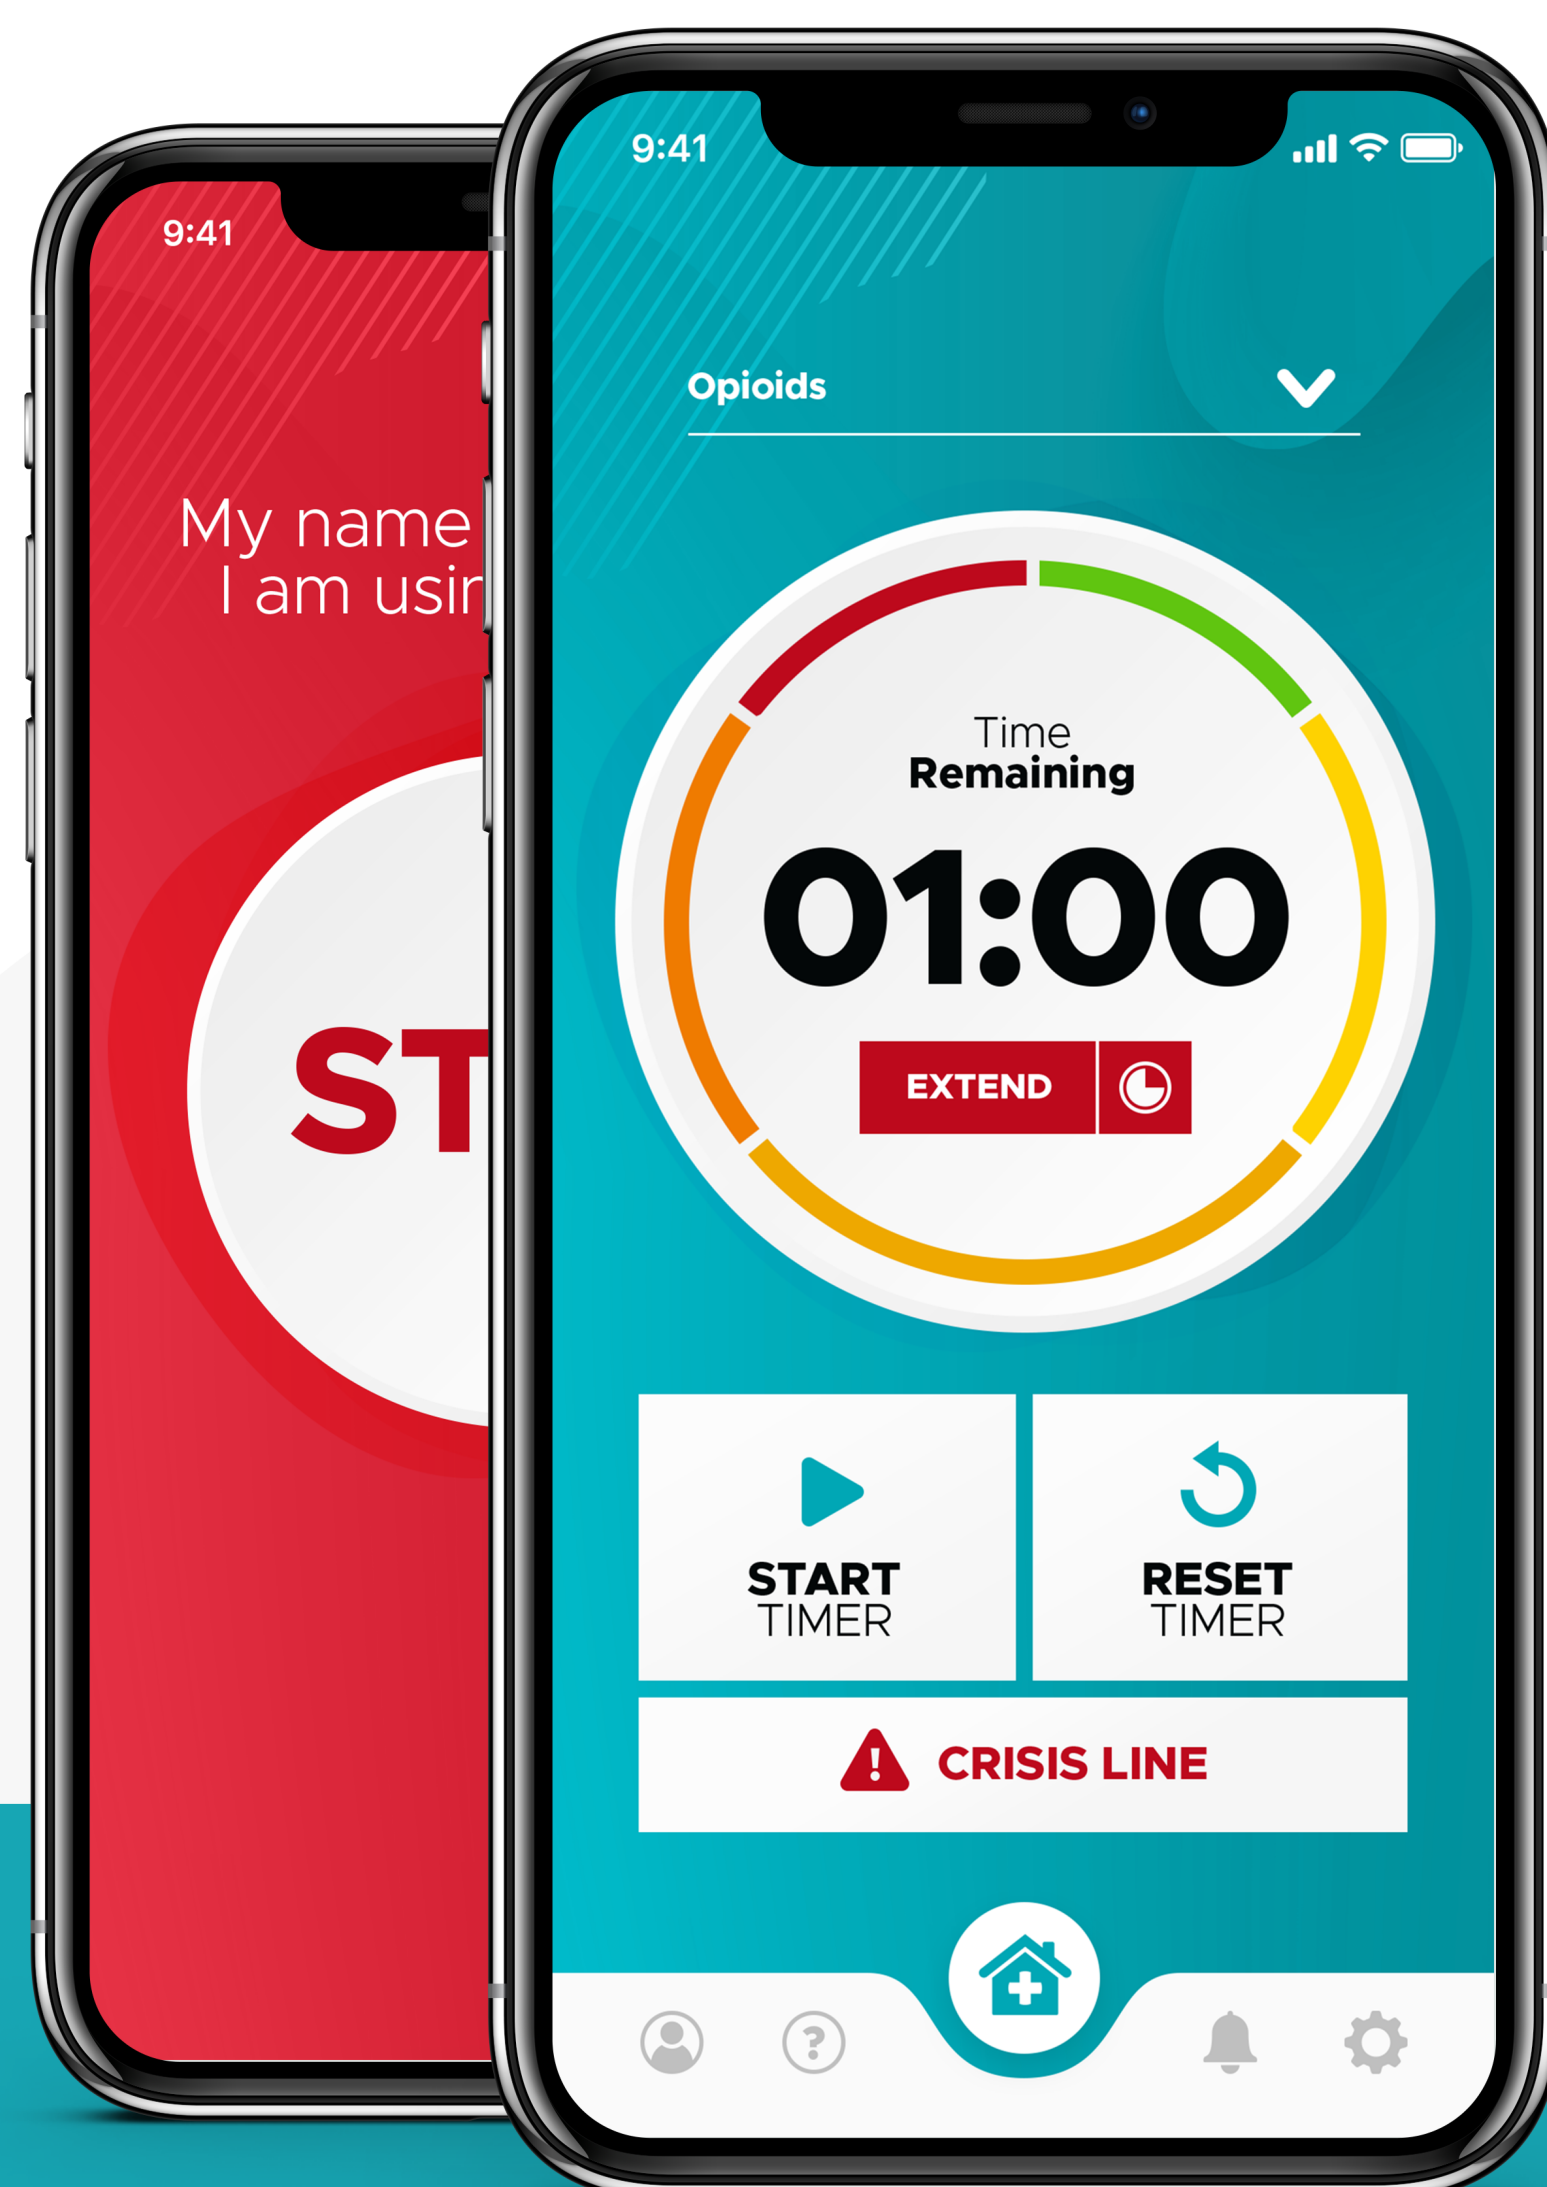 9:41
My name
I am
ST
9:41
Opioids
Time
Remaining
01:00
EXTEND
START
TIMER
RESET
TIMER
CRISIS LINE
?